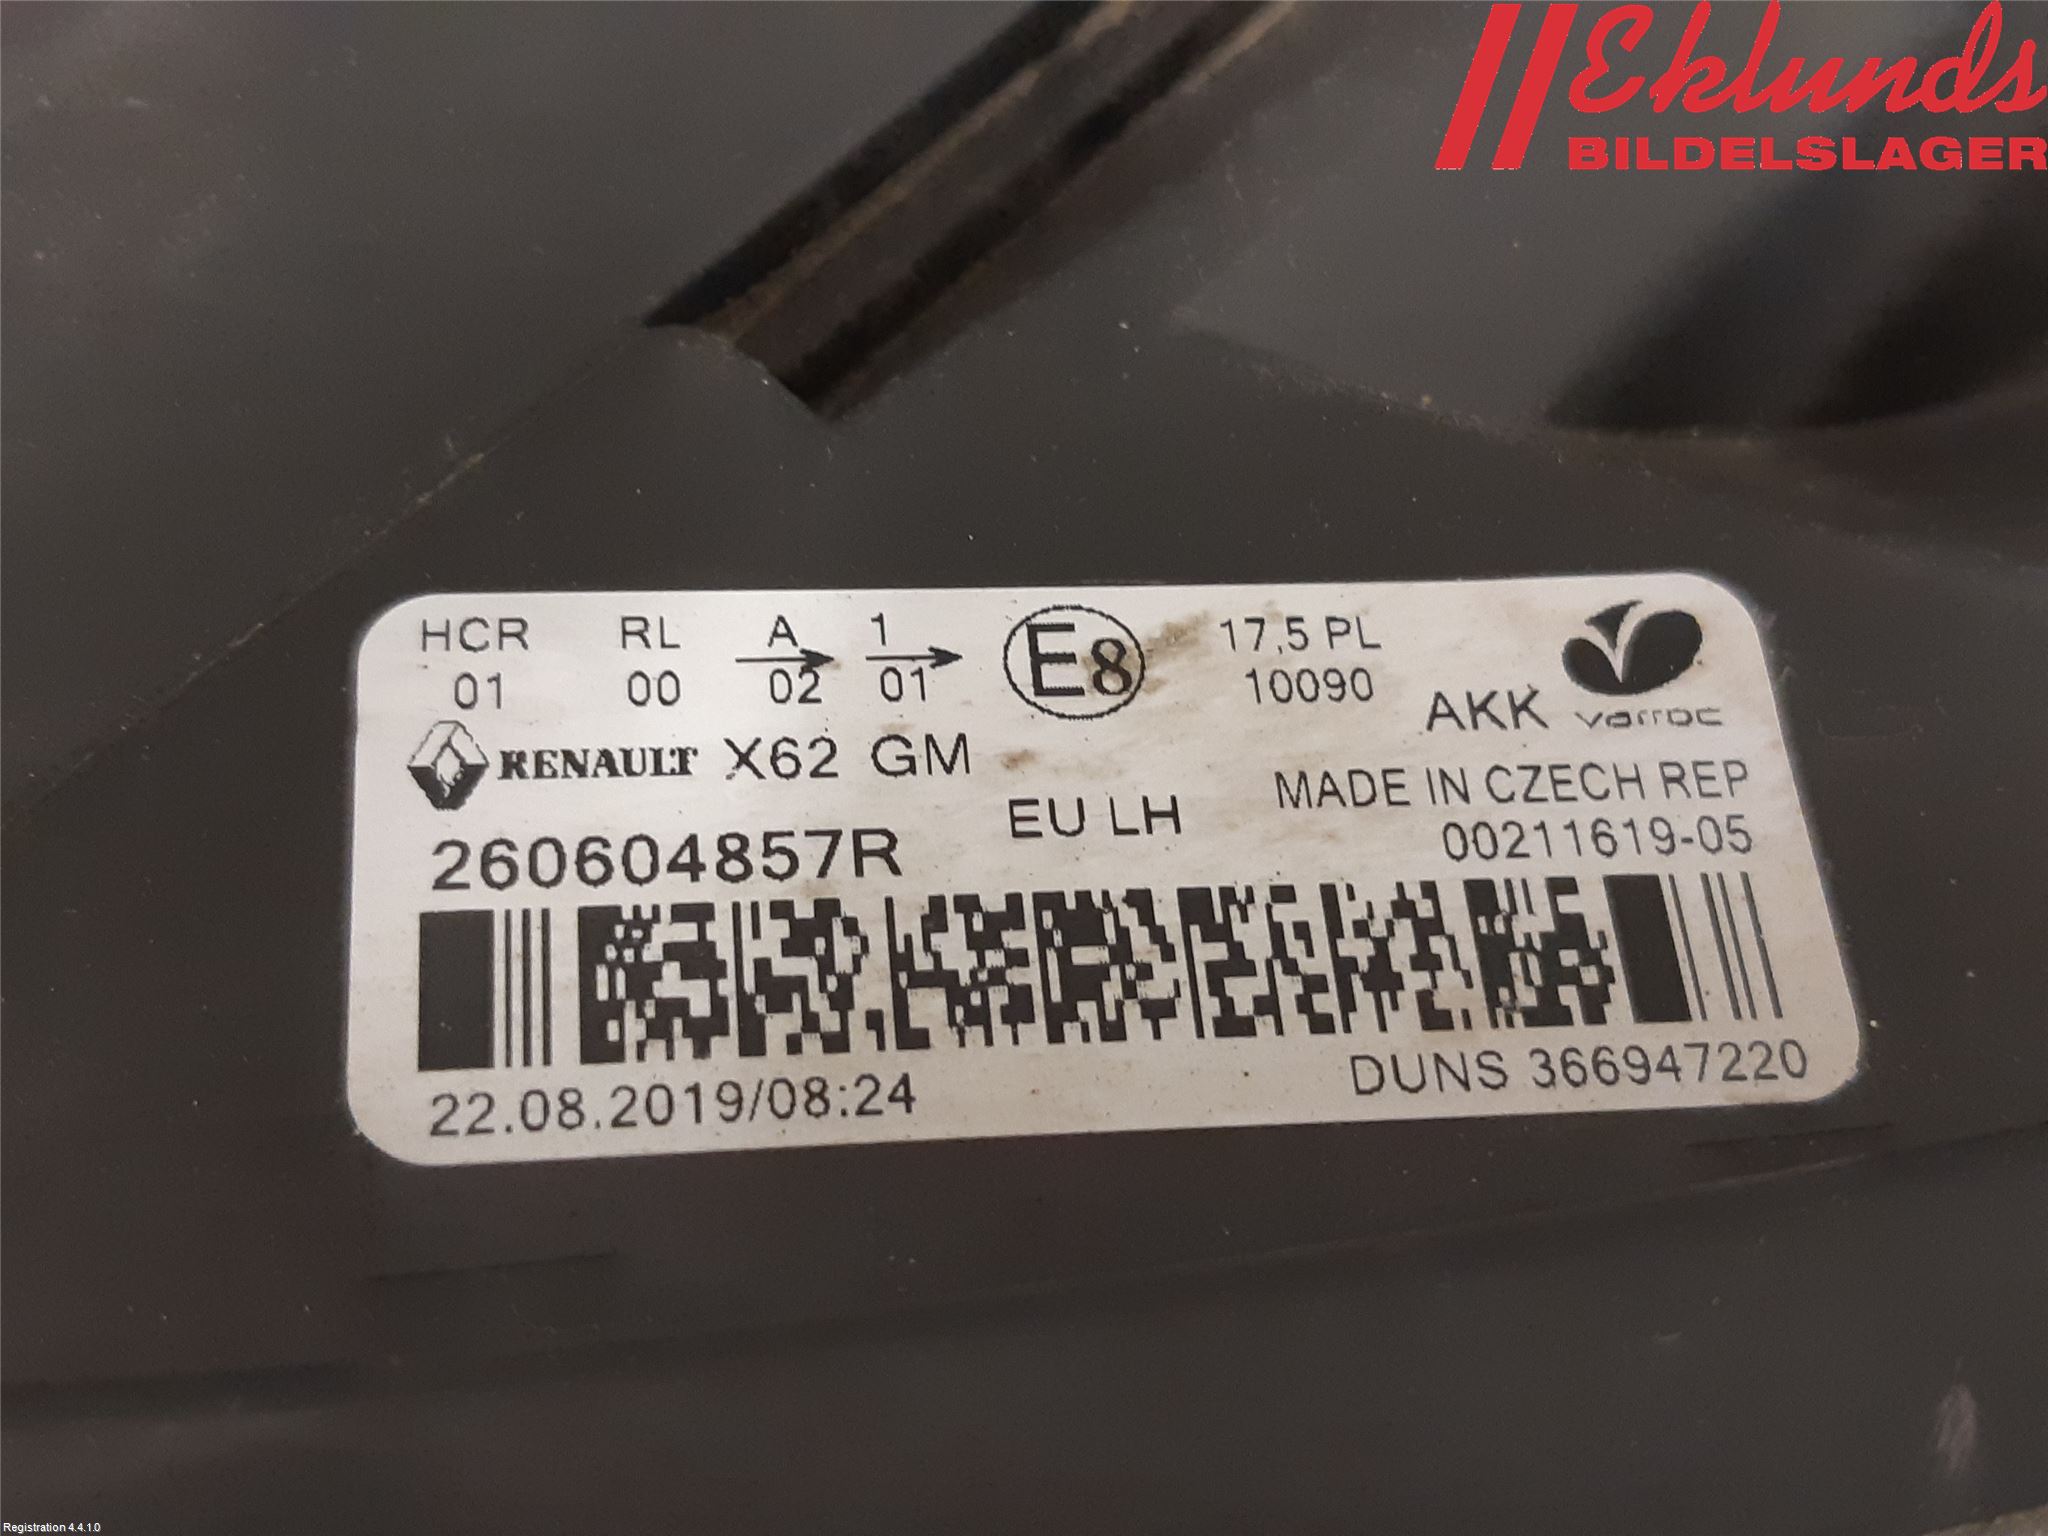 Eklunds
BILDELSLAGER
HCR RL A 1 E8 17,5 PL
01 00 02 01 10090
AKK varroc
RENAULT X62 GM
EU LH
MADE IN CZECH REP
260604857R
00211619-05
22.08.2019/08:24
DUNS 366947220
Registration 4.4.1.0